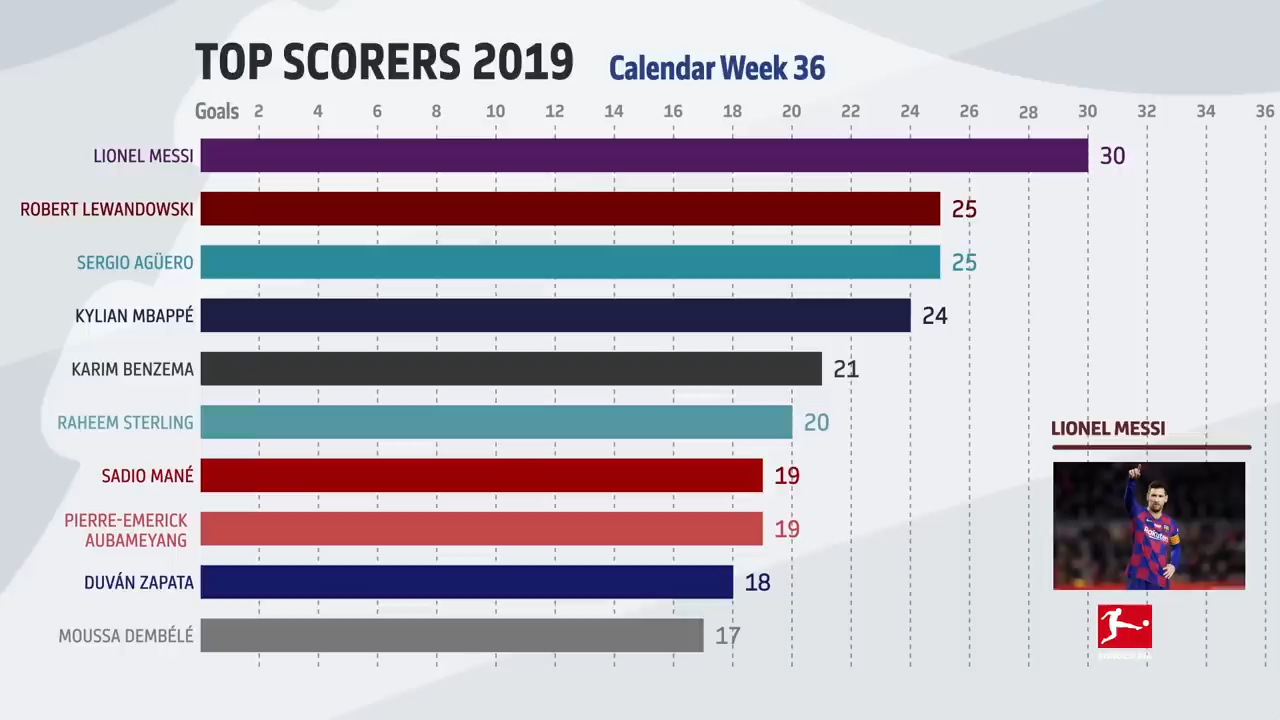 TOP SCORERS 2019 Calendar Week 36
Goals 2 4 6 8 10 12 14 16 18 20 22 24 26 28 30 32 34 36
LIONEL MESSI 30
ROBERT LEWANDOWSKI 25
SERGIO AGÜERO 25
KYLIAN MBAPPÉ 24
KARIM BENZEMA 21
RAHEEM STERLING 20
LIONEL MESSI
SADIO MANÉ 19
PIERRE-EMERICK
AUBAMEYANG 19
Rakuten
DUVÁN ZAPATA 18
MOUSSA DEMBÉLÉ 17